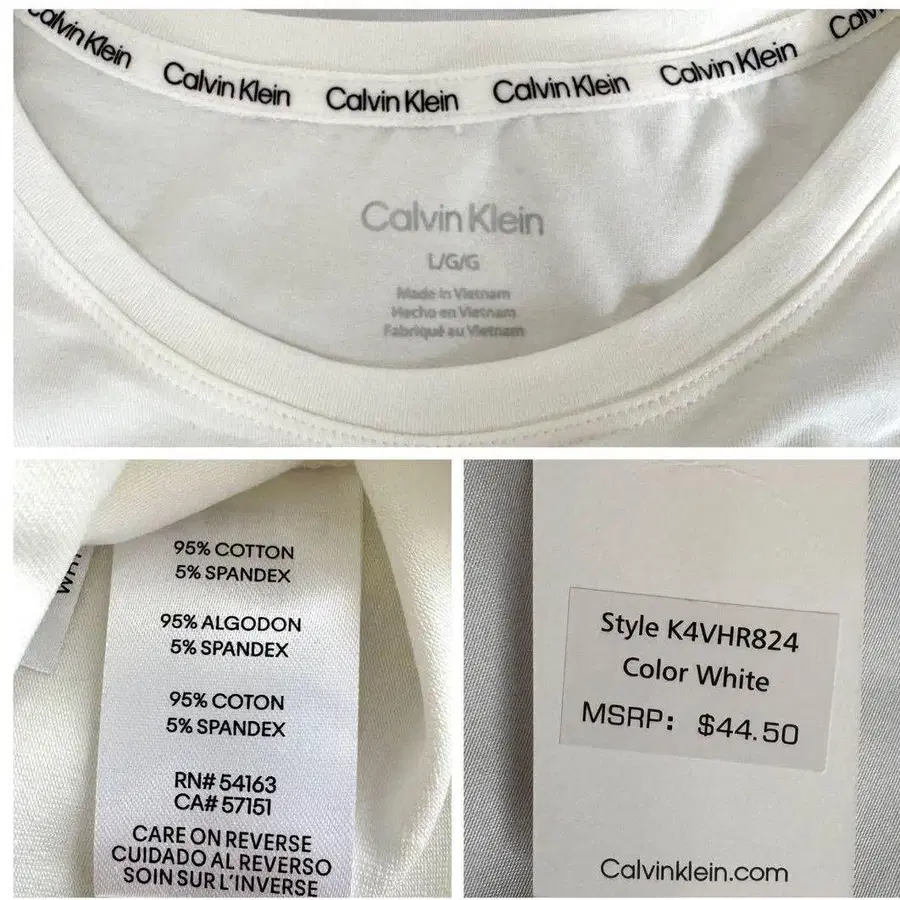 Calvin Klein
Calvin Klein
Calvin Klein
Calvin Klein
Calvin Klein
Calvin Klein
L/G/G
Made in Vietnam
Hecho en Vietnam
Fabriqué au Vietnam
95% COTTON
5% SPANDEX
95% ALGODON
5% SPANDEX
95% COTON
5% SPANDEX
RN# 54163
CA# 57151
CARE ON REVERSE
CUIDADO AL REVERSO
SOIN SUR L'INVERSE
Style K4VHR824
Color White
MSRP: $44.50
Calvinklein.com